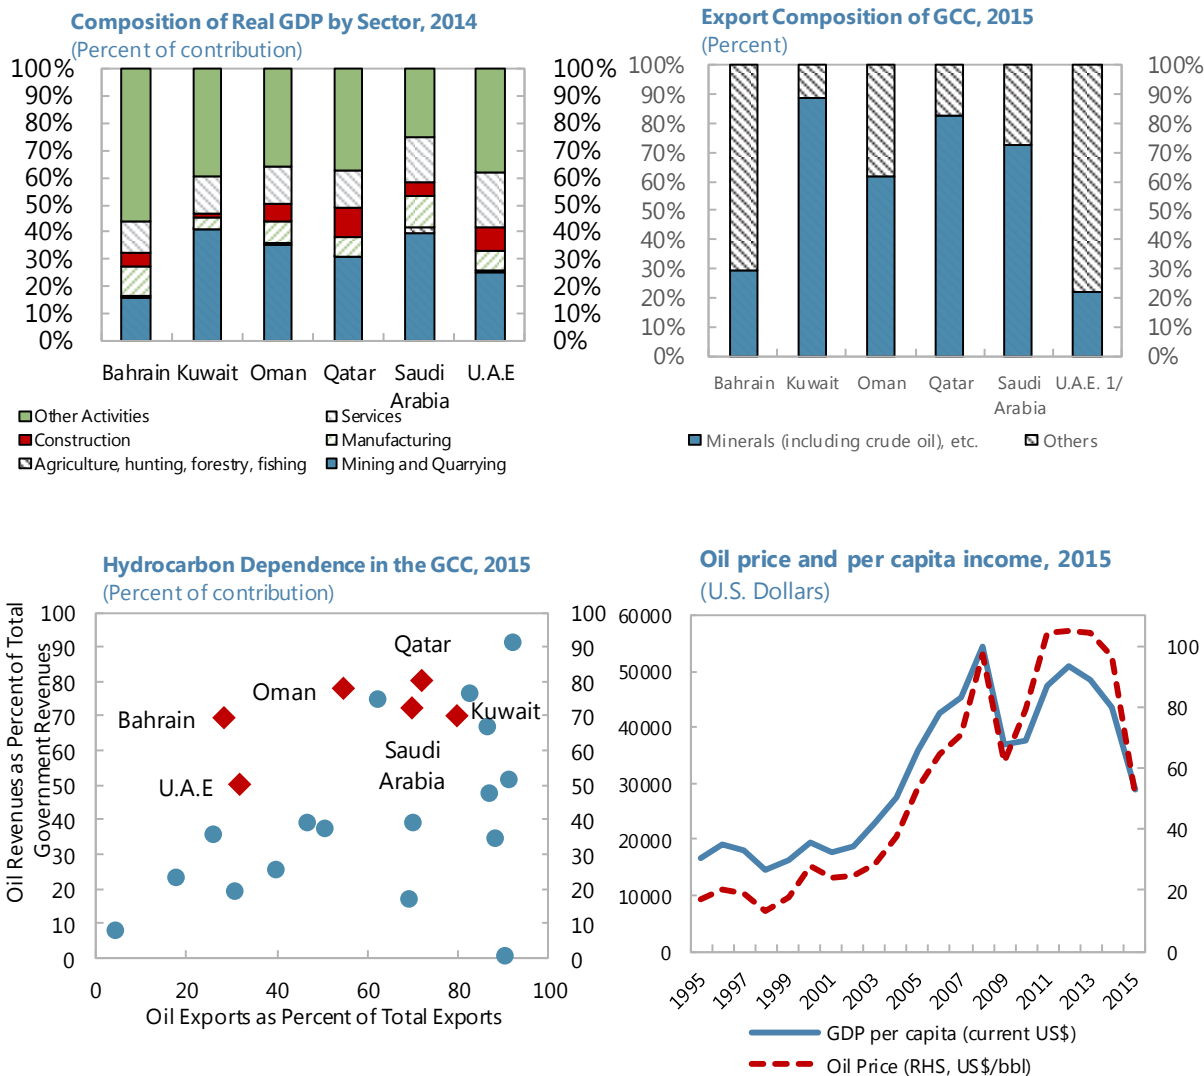 Composition of Real GDP by Sector, 2014
(Percent of contribution)
100%
90%
80%
70%
60%
50%
40%
30%
20%
10%
0%
100%
90%
80%
70%
60%
50%
40%
30%
20%
10%
0%
Bahrain Kuwait Oman Qatar Saudi Arabia U.A.E
Other Activities
Services
Construction
Manufacturing
Agriculture, hunting, forestry, fishing
Mining and Quarrying
Export Composition of GCC, 2015
(Percent)
100%
90%
80%
70%
60%
50%
40%
30%
20%
10%
0%
100%
90%
80%
70%
60%
50%
40%
30%
20%
10%
0%
Bahrain Kuwait Oman Qatar Saudi Arabia U.A.E. 1/
Minerals (including crude oil), etc.
Others
Hydrocarbon Dependence in the GCC, 2015
(Percent of contribution)
Oil Revenues as Percent of Total
Government Revenues
100
90
80
70
60
50
40
30
20
10
0
100
90
80
70
60
50
40
30
20
10
0
Qatar
Oman
Bahrain
Kuwait
Saudi
Arabia
U.A.E
0 20 40 60 80 100
Oil Exports as Percent of Total Exports
Oil price and per capita income, 2015
(U.S. Dollars)
60000
50000
40000
30000
20000
10000
0
100
80
60
40
20
0
1995 1997 1999 2001 2003 2005 2007 2009 2011 2013 2015
GDP per capita (current US$)
Oil Price (RHS, US$/bbl)